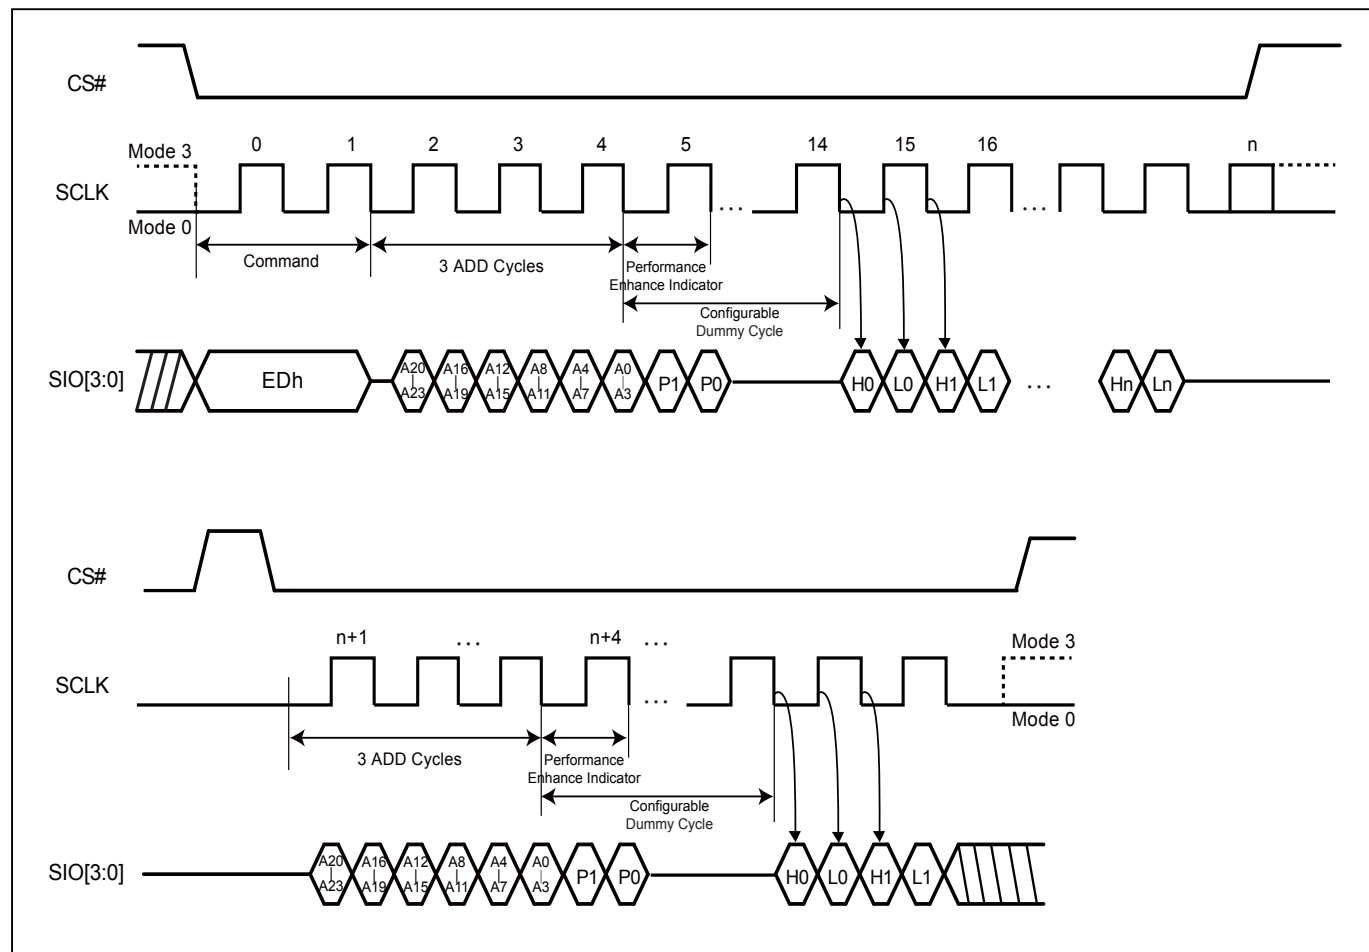 CS#
0 1 2 3 4 5 14 15 16 n
Mode 3
SCLK
Mode 0
Command
3 ADD Cycles
Performance
Enhance Indicator
Configurable
Dummy Cycle
SIO[3:0]
EDh
A20 A16 A12 A8 A4 A0
A23 A19 A15 A11 A7 A3
P1 P0 H0 L0 H1 L1 ... Hn Ln
CS#
n+1 ... n+4 ...
Mode 3
SCLK
...
Mode 0
3 ADD Cycles
Performance
Enhance Indicator
Configurable
Dummy Cycle
SIO[3:0]
A20 A16 A12 A8 A4 A0
A23 A19 A15 A11 A7 A3
P1 P0 H0 L0 H1 L1